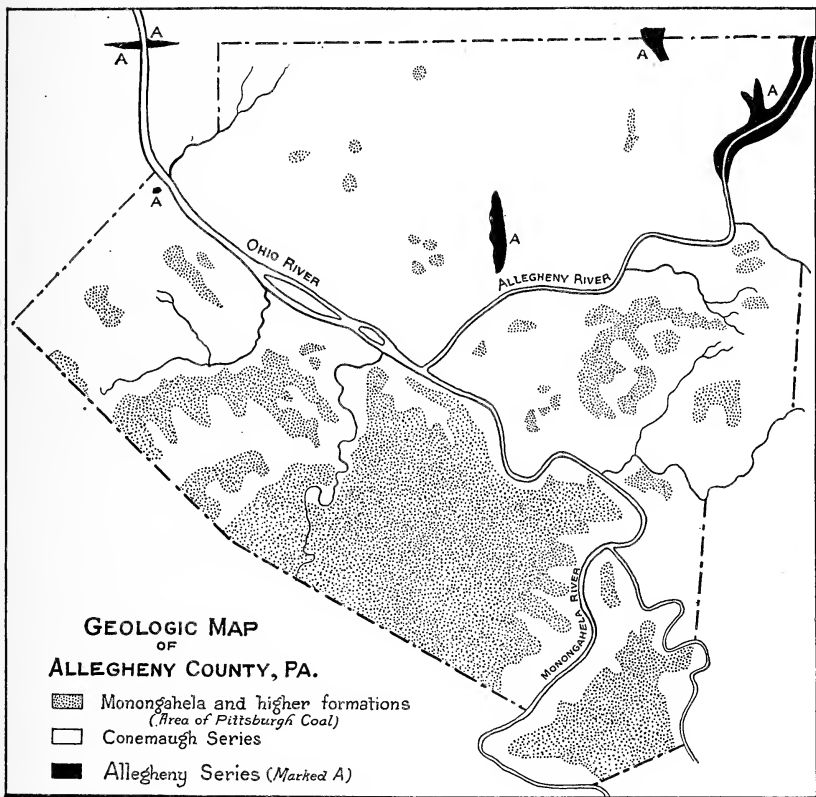 A
A
A
A
A
A
OHIO RIVER
ALLEGHENY RIVER
MONONGAHELA RIVER
GEOLOGIC MAP
OF
ALLEGHENY COUNTY, PA.
Monongahela and higher formations
(Area of Pittsburgh Coal)
Conemaugh Series
Allegheny Series (Marked A)